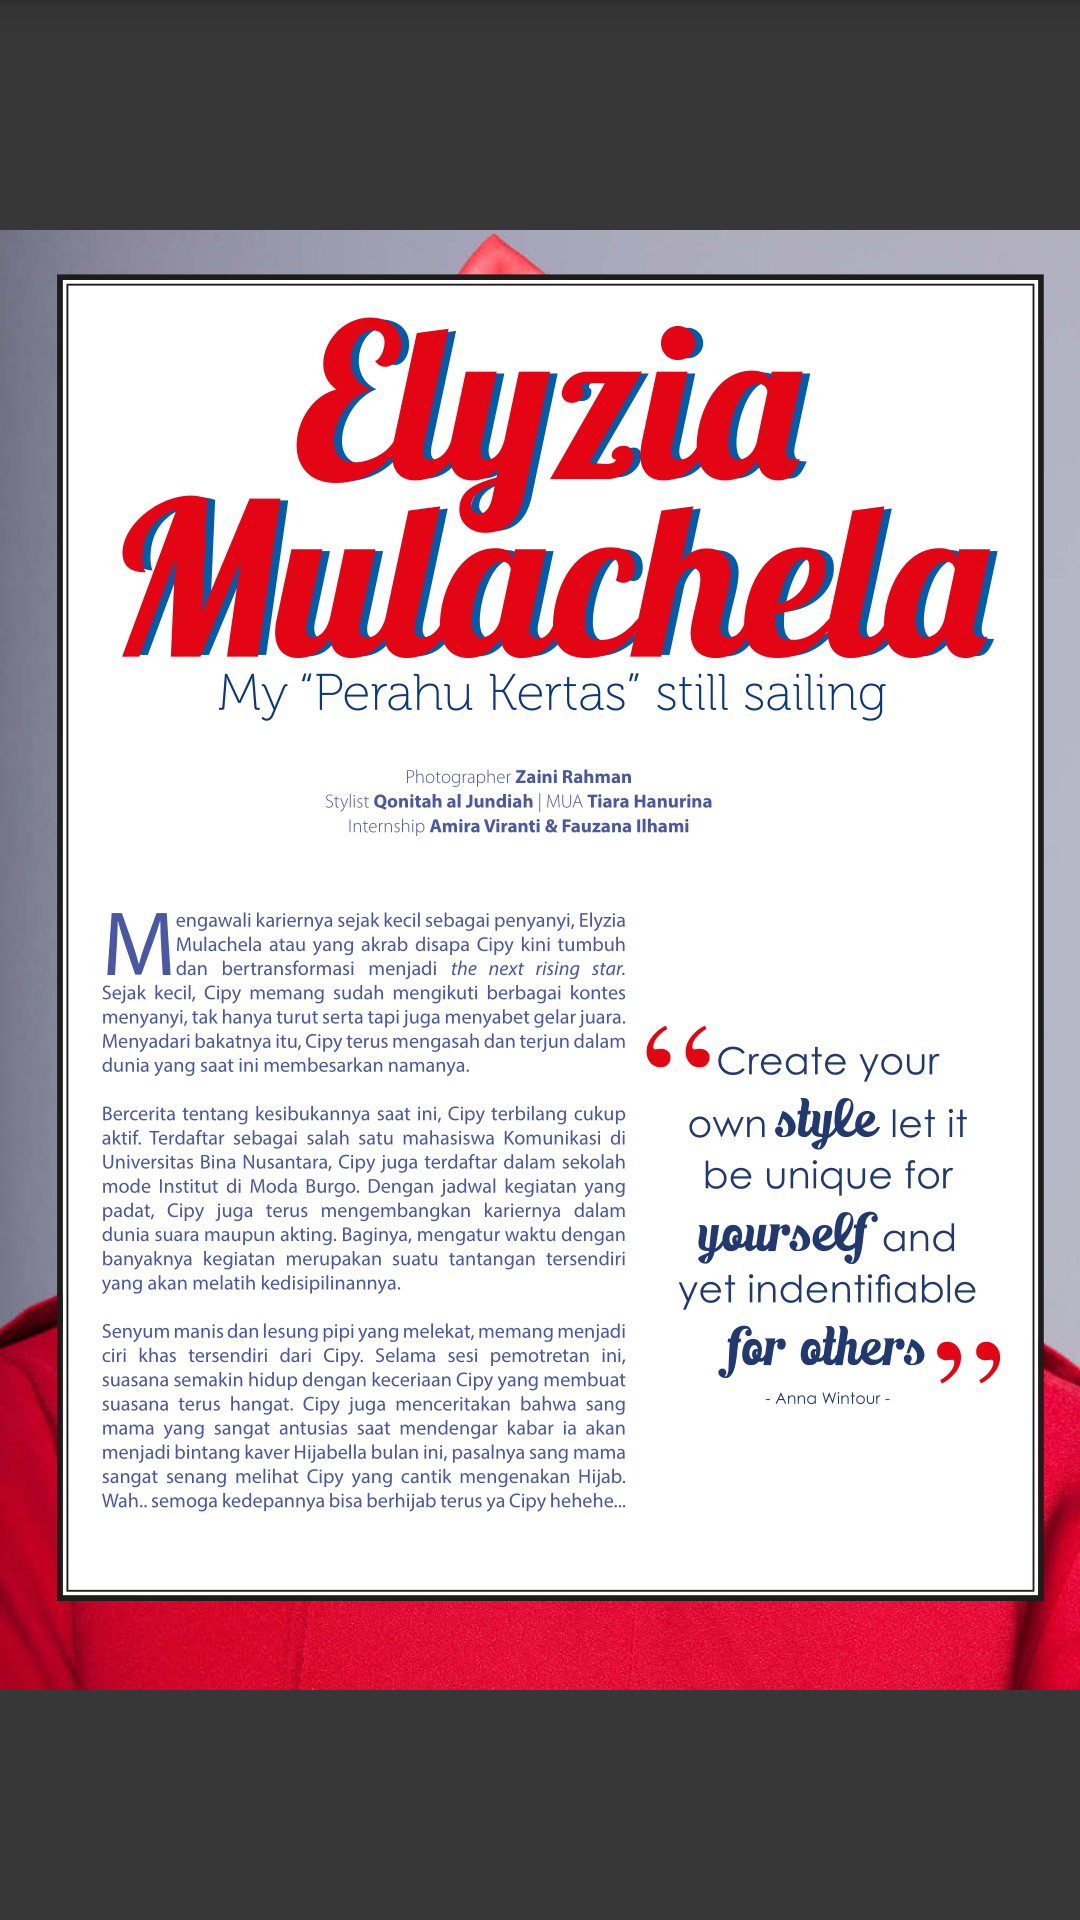 Elyzia
Mulachela
My “Perahu Kertas” still sailing
Photographer Zaini Rahman
Stylist Qonitah al Jundiah | MUA Tiara Hanurina
Internship Amira Viranti & Fauzana Ilhami
Mengawali kariernya sejak kecil sebagai penyanyi, Elyzia
Mulachela atau yang akrab disapa Cipy kini tumbuh
dan bertransformasi menjadi the next rising star.
Sejak kecil, Cipy memang sudah mengikuti berbagai kontes
menyanyi, tak hanya turut serta tapi juga menyabet gelar juara.
Menyadari bakatnya itu, Cipy terus mengasah dan terjun dalam
dunia yang saat ini membesarkan namanya.
Bercerita tentang kesibukannya saat ini, Cipy terbilang cukup
aktif. Terdaftar sebagai salah satu mahasiswa Komunikasi di
Universitas Bina Nusantara, Cipy juga terdaftar dalam sekolah
mode Institut di Moda Burgo. Dengan jadwal kegiatan yang
padat, Cipy juga terus mengembangkan kariernya dalam
dunia suara maupun akting. Baginya, mengatur waktu dengan
banyaknya kegiatan merupakan suatu tantangan tersendiri
yang akan melatih kedisipilinannya.
Senyum manis dan lesung pipi yang melekat, memang menjadi
ciri khas tersendiri dari Cipy. Selama sesi pemotretan ini,
suasana semakin hidup dengan keceriaan Cipy yang membuat
suasana terus hangat. Cipy juga menceritakan bahwa sang
mama yang sangat antusias saat mendengar kabar ia akan
menjadi bintang kaver Hijabella bulan ini, pasalnya sang mama
sangat senang melihat Cipy yang cantik mengenakan Hijab.
Wah.. semoga kedepannya bisa berhijab terus ya Cipy hehehe...
“Create your
own style let it
be unique for
yourself and
yet indentifiable
for others”
- Anna Wintour -